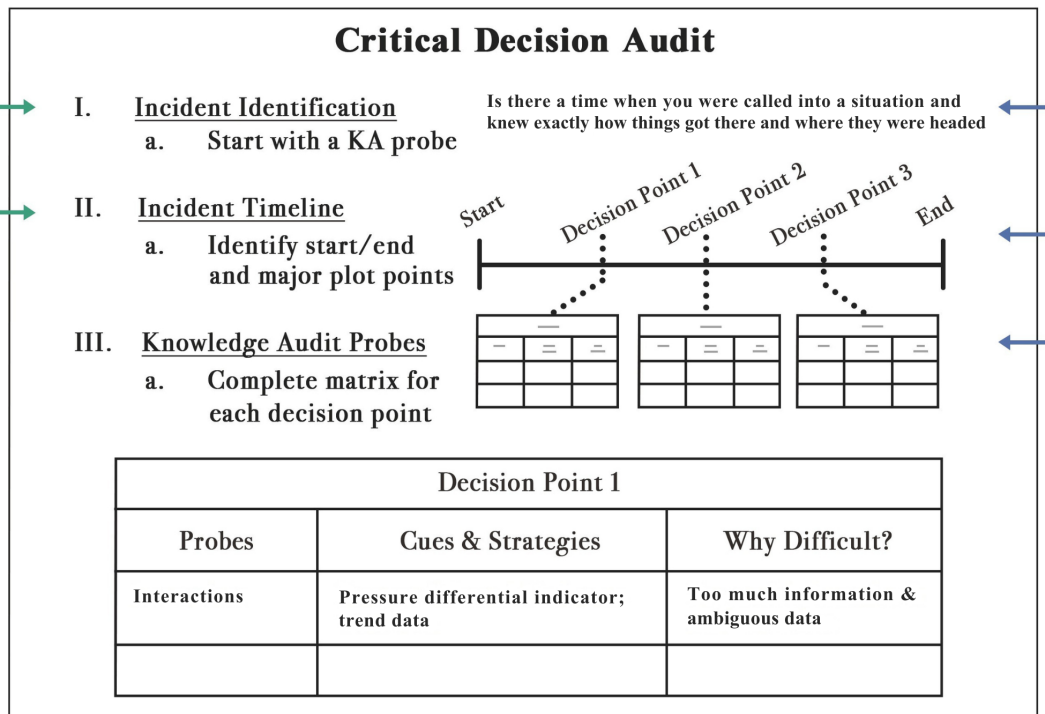 Critical Decision Audit
I. Incident Identification
a. Start with a KA probe
Is there a time when you were called into a situation and
knew exactly how things got there and where they were headed
II. Incident Timeline
a. Identify start/end
and major plot points
Start
Decision Point 1
Decision Point 2
Decision Point 3
End
III. Knowledge Audit Probes
a. Complete matrix for
each decision point
Decision Point 1
Probes Cues & Strategies Why Difficult?
Interactions
Pressure differential indicator;
trend data
Too much information &
ambiguous data